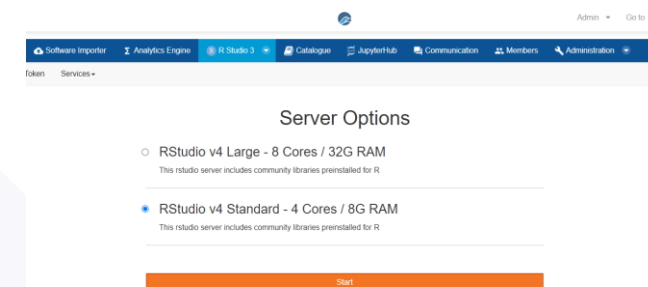 Admin Go to
Software Importer Analytics Engine R Studio 3 Catalogue JupyterHub Communication Members Administration
Token Services
Server Options
RStudio v4 Large - 8 Cores / 32G RAM
This rstudio server includes community libraries preinstalled for R
RStudio v4 Standard - 4 Cores / 8G RAM
This rstudio server includes community libraries preinstalled for R
Start